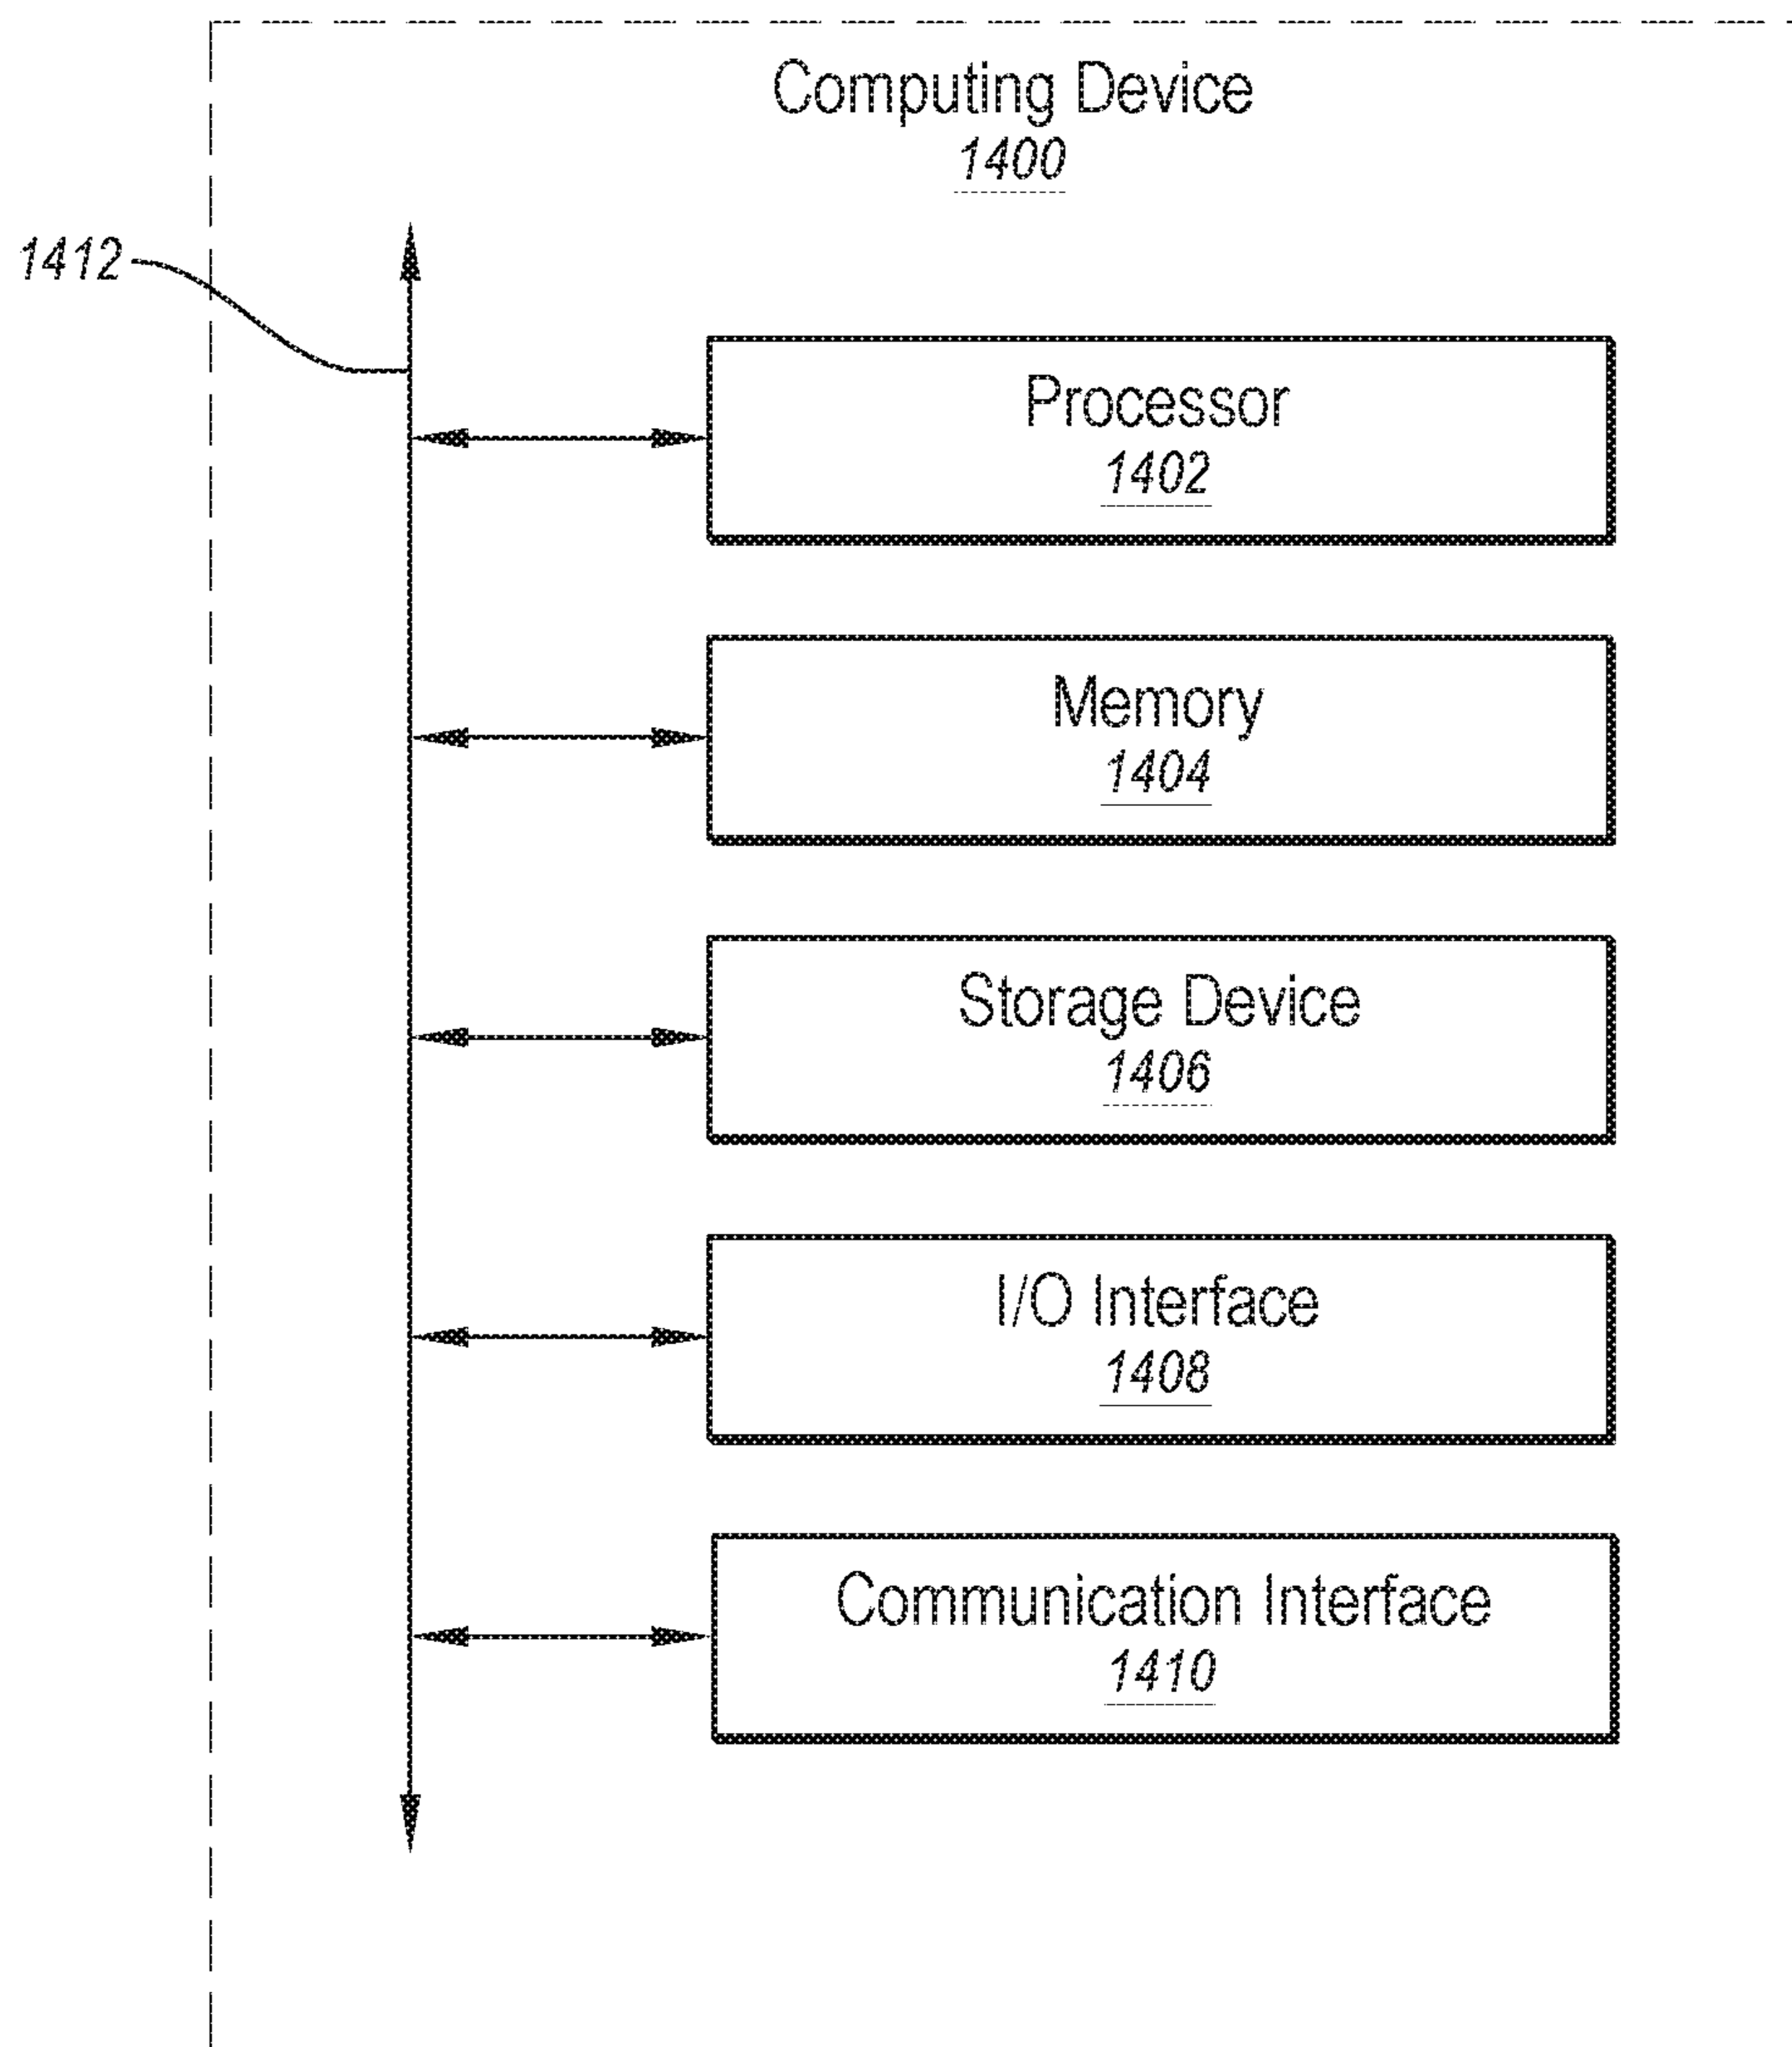 Computing Device
1400
1412
Processor
1402
Memory
1404
Storage Device
1406
I/O Interface
1408
Communication Interface
1410